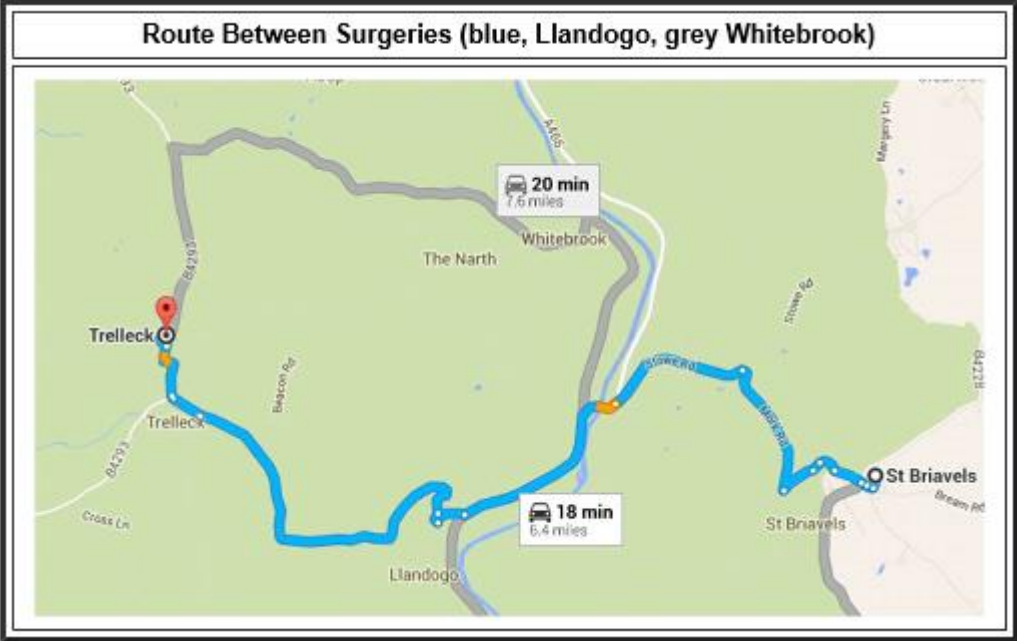 Route Between Surgeries (blue, Llandogo, grey Whitebrook)
A466
Margery Ln
20 min
7.6 miles
Whitebrook
The Narth
B4293
Stowe Rd
Trelleck
Beacon Rd
Stowe Rd
B4228
Trelleck
Mork Rd
B4293
St Briavels
Bream Rd
Cross Ln
18 min
6.4 miles
St Briavels
Llandogo